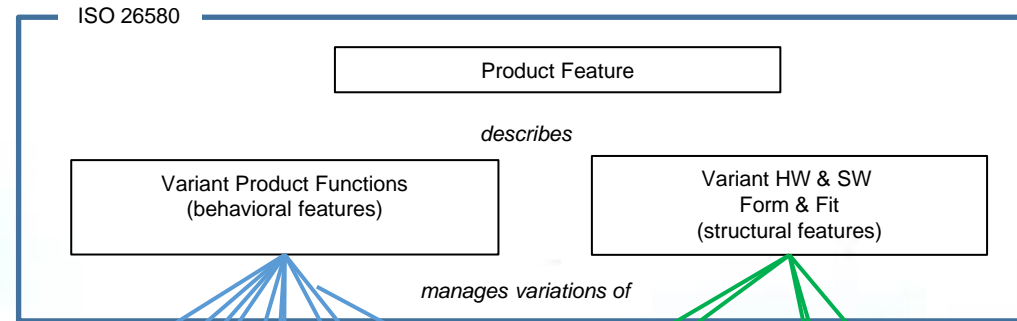 ISO 26580
Product Feature
describes
Variant Product Functions
(behavioral features)
Variant HW & SW
Form & Fit
(structural features)
manages variations of